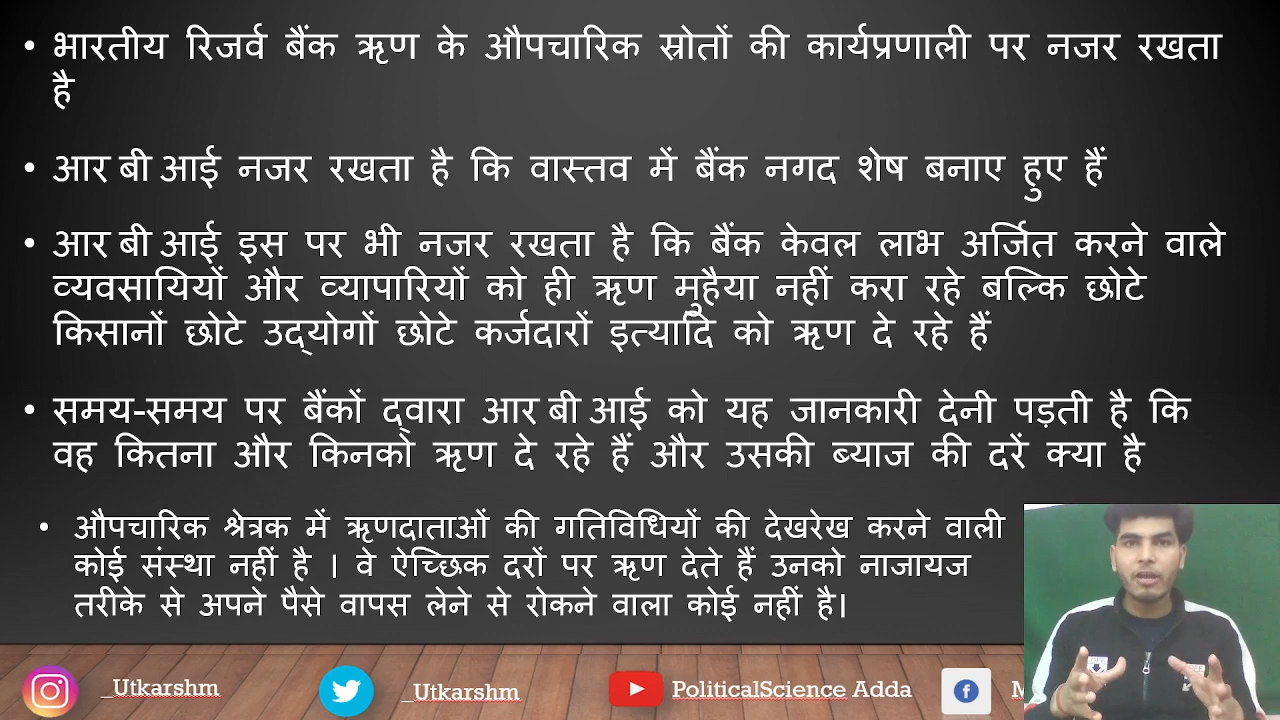 • भारतीय रिजर्व बैंक ऋण के औपचारिक स्रोतों की कार्यप्रणाली पर नजर रखता
है
• आर बी आई नजर रखता है कि वास्तव में बैंक नगद शेष बनाए हुए हैं
• आर बी आई इस पर भी नजर रखता है कि बैंक केवल लाभ अर्जित करने वाले
व्यवसायियों और व्यापारियों को ही ऋण मुहैया नहीं करा रहे बल्कि छोटे
किसानों छोटे उद्योगों छोटे कर्जदारों इत्यादि को ऋण दे रहे हैं
• समय-समय पर बैंकों द्वारा आर बी आई को यह जानकारी देनी पड़ती है कि
वह कितना और किनको ऋण दे रहे हैं और उसकी ब्याज की दरें क्या है
• औपचारिक श्रेत्रक में ऋणदाताओं की गतिविधियों की देखरेख करने वाली
कोई संस्था नहीं है । वे ऐच्छिक दरों पर ऋण देते हैं उनको नाजायज
तरीके से अपने पैसे वापस लेने से रोकने वाला कोई नहीं है।
_Utkarshm _Utkarshm PoliticalScience Adda